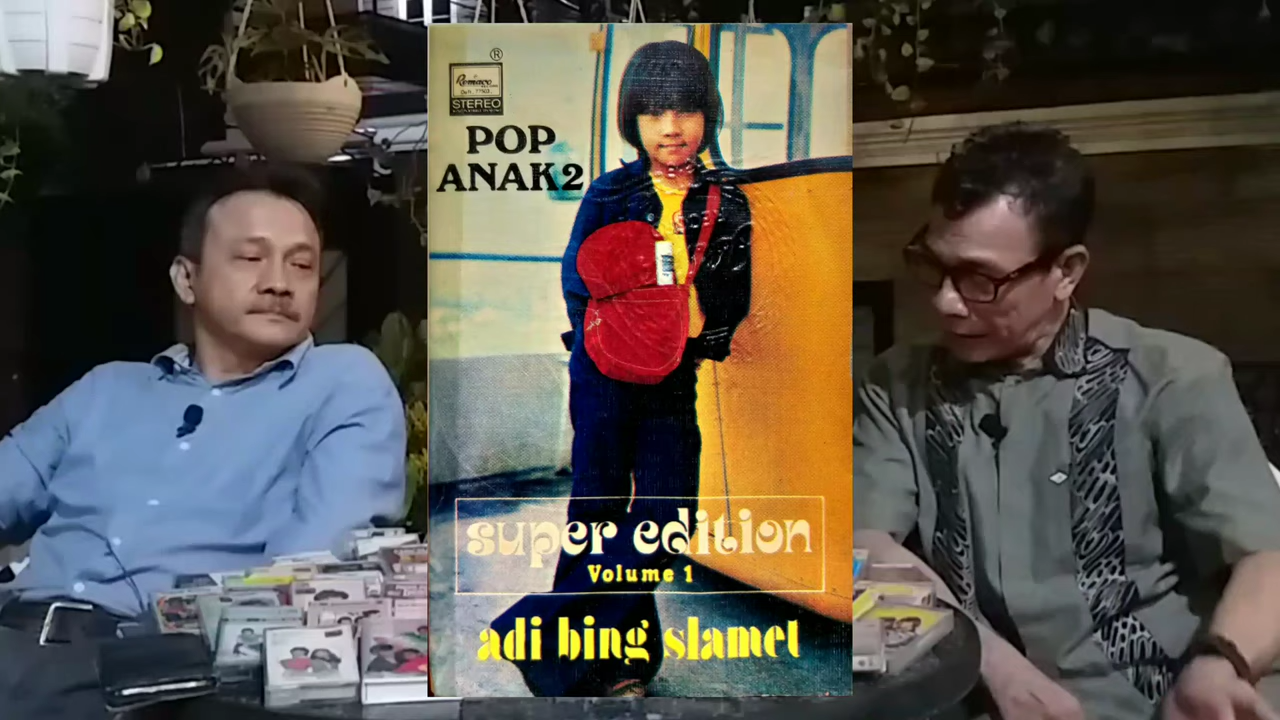 ®
Remaco
STEREO
POP
ANAK2
super edition
Volume 1
adi bing slamet